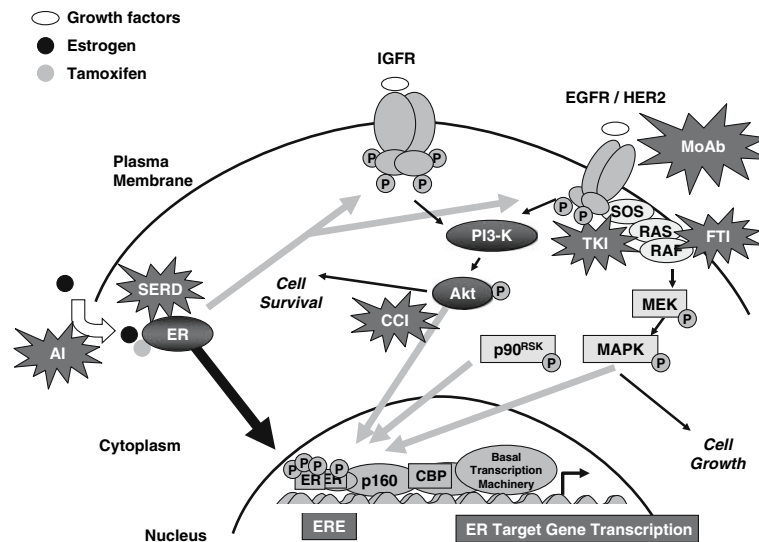 Growth factors
Estrogen
Tamoxifen
IGFR
EGFR / HER2
MoAb
Plasma
Membrane
P
P
P
P
P
P
SOS
RAS
RAF
TKI
FTI
PI3-K
SERD
Cell
Survival
Akt
P
MEK
P
CCI
ER
AI
p90RSK
P
MAPK
P
Cytoplasm
Cell
Growth
P
P
P
P
ER
ER
p160
CBP
Basal
Transcription
Machinery
Nucleus
ERE
ER Target Gene Transcription